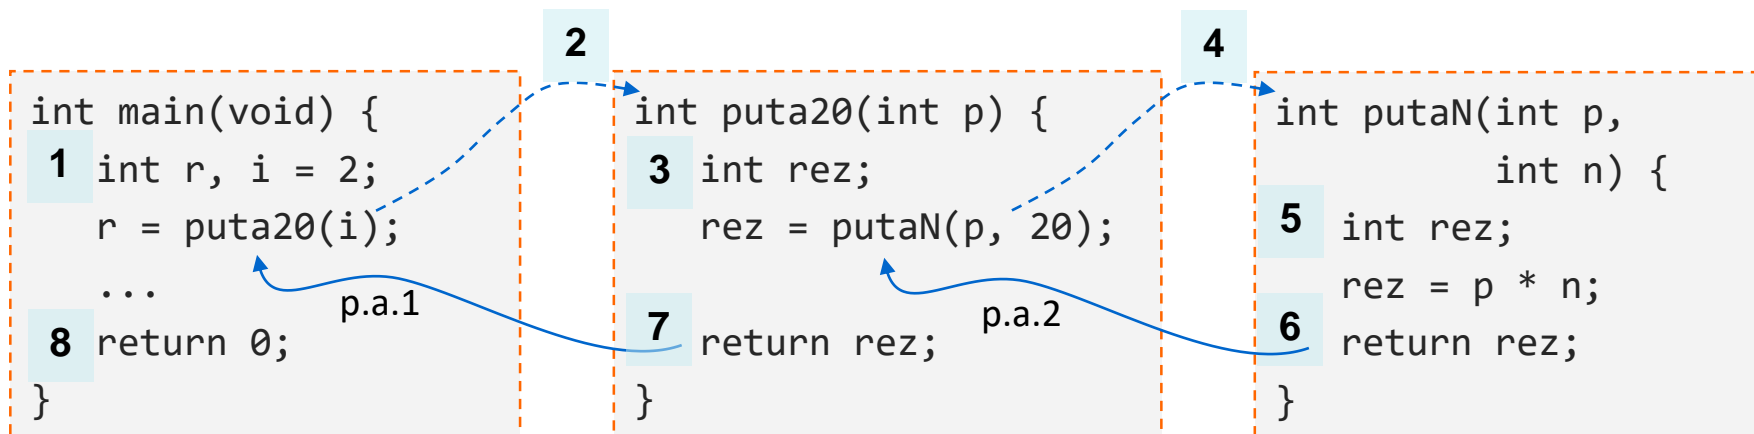 2
4
int main(void) {
1 int r, i = 2;
r = puta20(i);
...
8 return 0;
}
p.a.1
int puta20(int p) {
3 int rez;
rez = putaN(p, 20);
7 return rez;
}
p.a.2
int putaN(int p,
int n) {
5 int rez;
rez = p * n;
6 return rez;
}